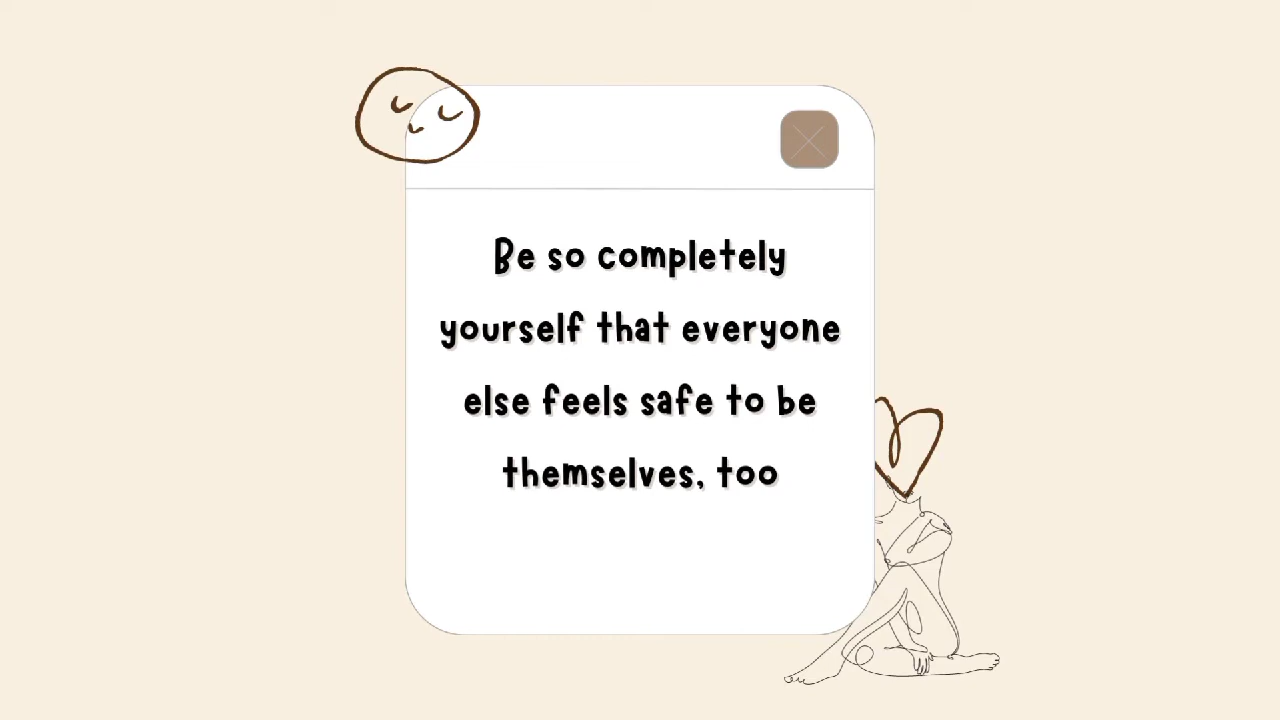 Be so completely
yourself that everyone
else feels safe to be
themselves, too